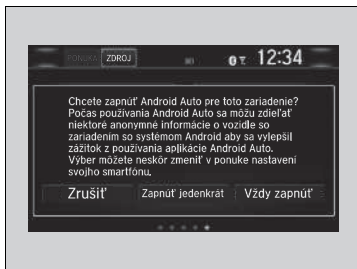 PONUKA ZDROJ 12:34
Chcete zapnúť Android Auto pre toto zariadenie?
Počas používania Android Auto sa môžu zdieľať
niektoré anonymné informácie o vozidle so
zariadením so systémom Android aby sa vylepšil
zážitok z používania aplikácie Android Auto.
Výber môžete neskôr zmeniť v ponuke nastavení
svojho smartfónu.
Zrušiť Zapnúť jedenkrát Vždy zapnúť